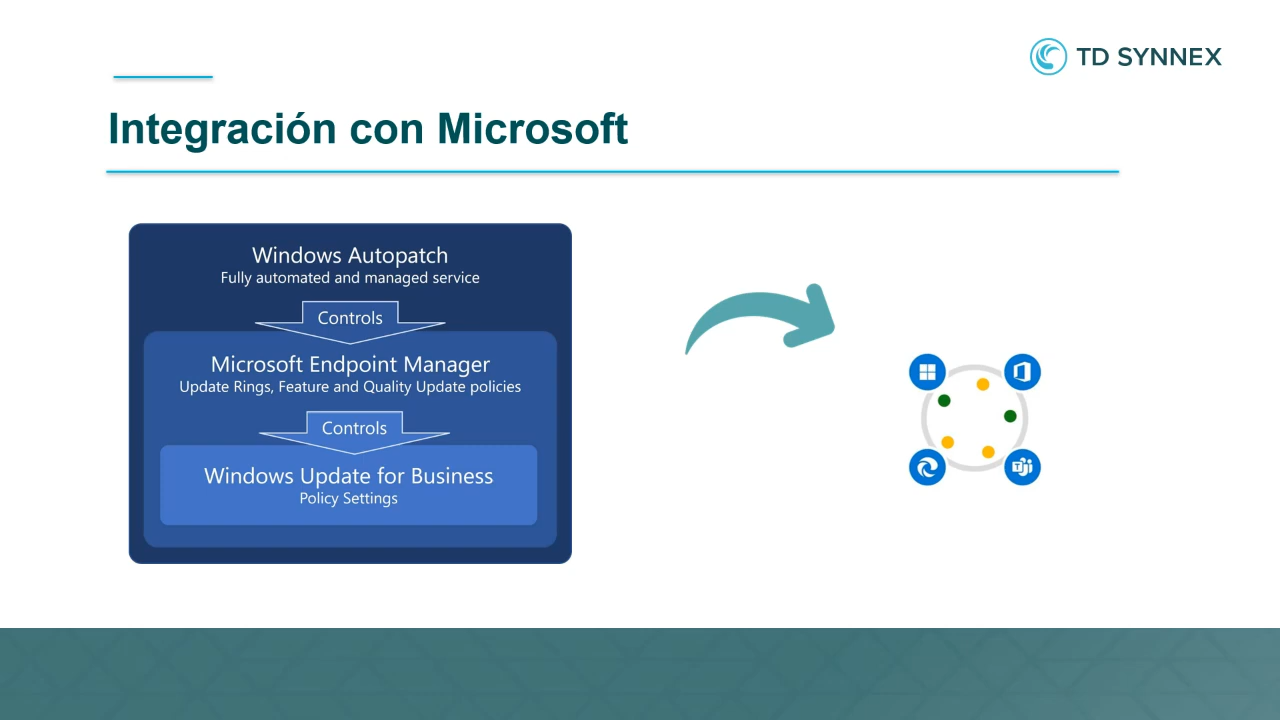 TD SYNNEX
Integración con Microsoft
Windows Autopatch
Fully automated and managed service
Controls
Microsoft Endpoint Manager
Update Rings, Feature and Quality Update policies
Controls
Windows Update for Business
Policy Settings